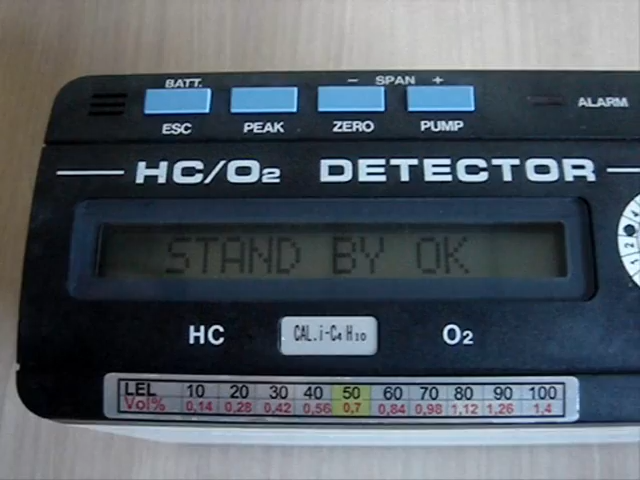 BATT. − SPAN +
ESC PEAK ZERO PUMP ALARM
HC/O₂ DETECTOR
STAND BY OK
HC CAL.i-C₄H₁₀ O₂
LEL 10 20 30 40 50 60 70 80 90 100
Vol% 0,14 0,28 0,42 0,56 0,7 0,84 0,98 1,12 1,26 1,4